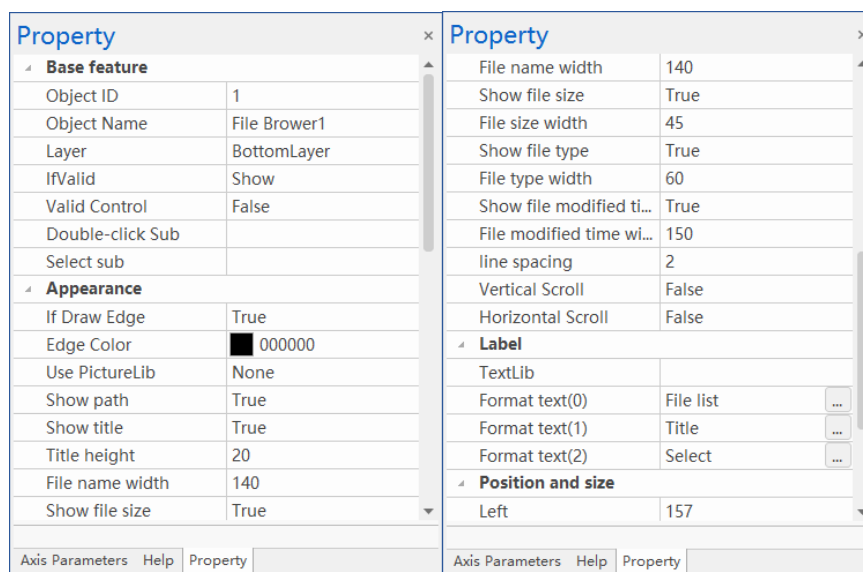 Property ×
Base feature
Object ID 1
Object Name File Brower1
Layer BottomLayer
IfValid Show
Valid Control False
Double-click Sub
Select sub
Appearance
If Draw Edge True
Edge Color 000000
Use PictureLib None
Show path True
Show title True
Title height 20
File name width 140
Show file size True
Axis Parameters Help Property
Property ×
File name width 140
Show file size True
File size width 45
Show file type True
File type width 60
Show file modified ti... True
File modified time wi... 150
line spacing 2
Vertical Scroll False
Horizontal Scroll False
Label
TextLib
Format text(0) File list ...
Format text(1) Title ...
Format text(2) Select ...
Position and size
Left 157
Axis Parameters Help Property